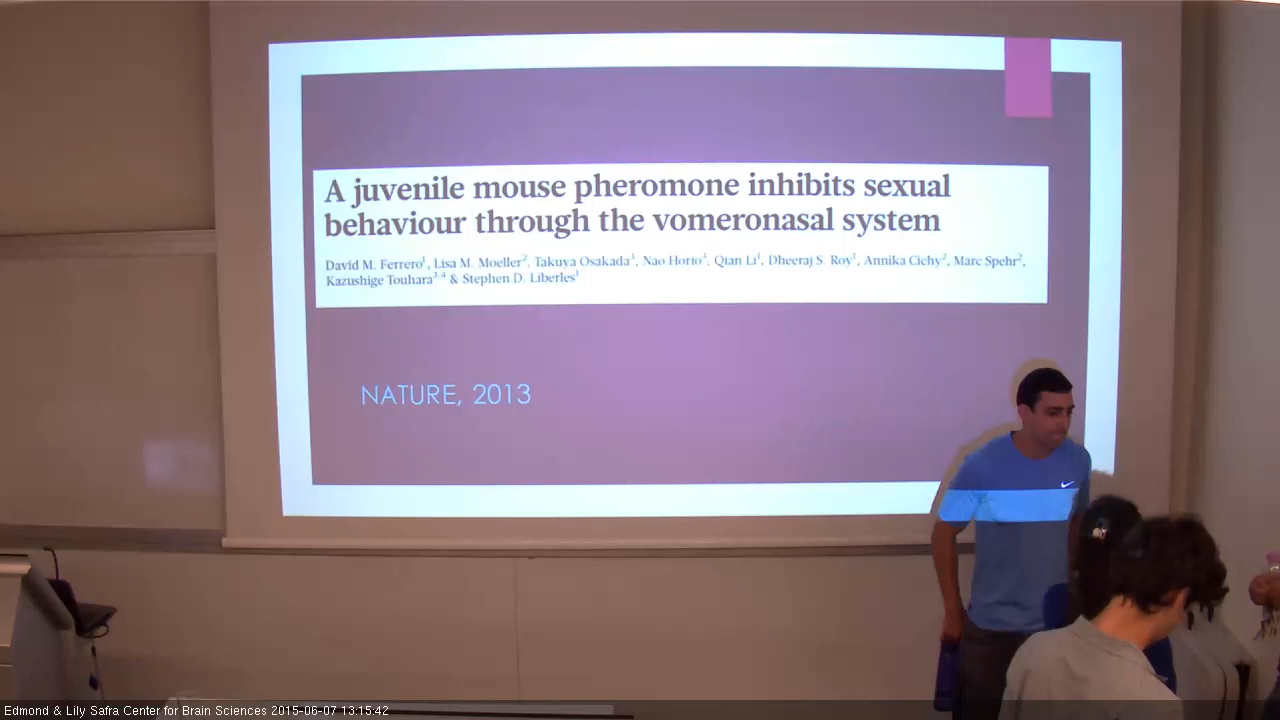 A juvenile mouse pheromone inhibits sexual
behaviour through the vomeronasal system
David M. Ferrero¹, Lisa M. Moeller², Takuya Osakada³, Nao Horio³, Qian Li¹, Dheeraj S. Roy¹, Annika Cichy², Marc Spehr²,
Kazushige Touhara³,⁴ & Stephen D. Liberles¹
NATURE, 2013
Edmond & Lily Safra Center for Brain Sciences 2015-06-07 13:15:42